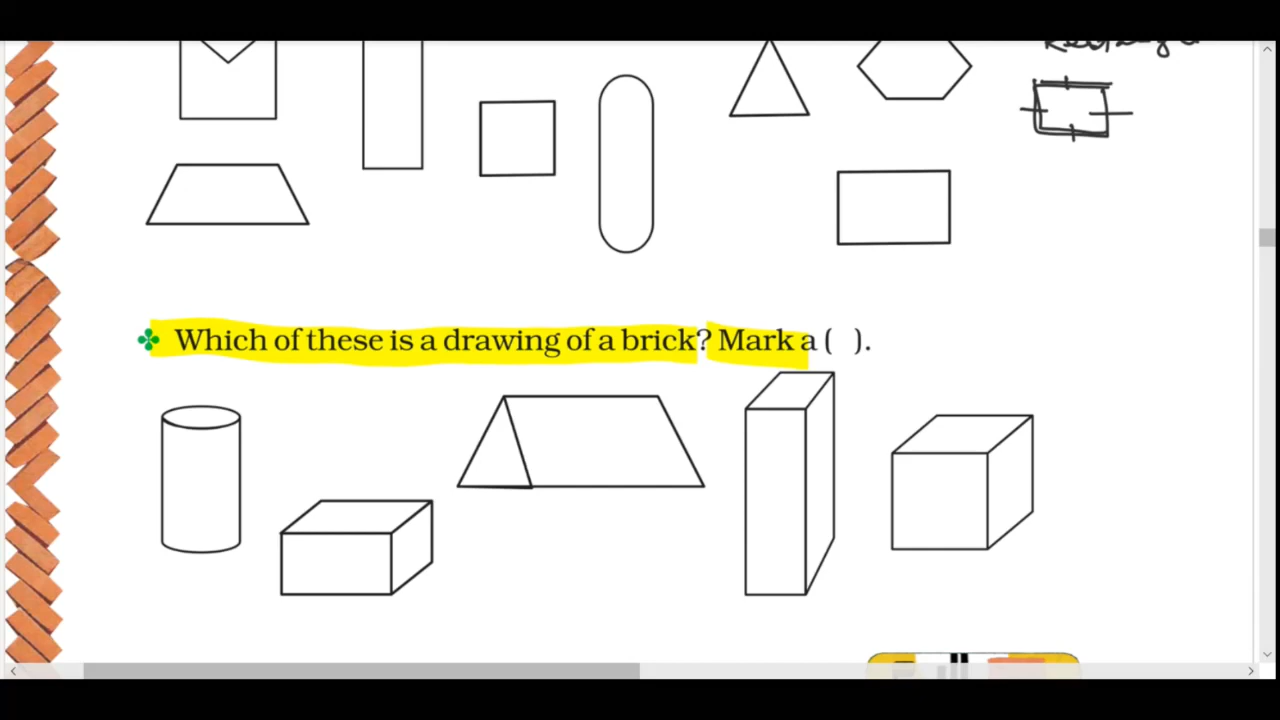 Which of these is a drawing of a brick? Mark a (   ).